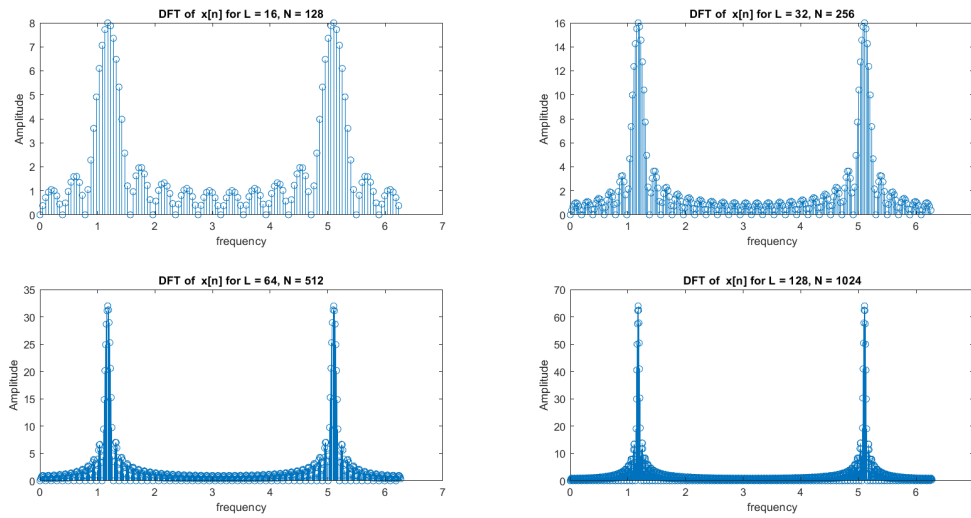 DFT of x[n] for L = 16, N = 128
8
7
6
5
4
3
2
1
0
Amplitude
0 1 2 3 4 5 6 7
frequency
DFT of x[n] for L = 32, N = 256
16
14
12
10
8
6
4
2
0
Amplitude
0 1 2 3 4 5 6
frequency
DFT of x[n] for L = 64, N = 512
35
30
25
20
15
10
5
0
Amplitude
0 1 2 3 4 5 6 7
frequency
DFT of x[n] for L = 128, N = 1024
70
60
50
40
30
20
10
0
Amplitude
0 1 2 3 4 5 6
frequency